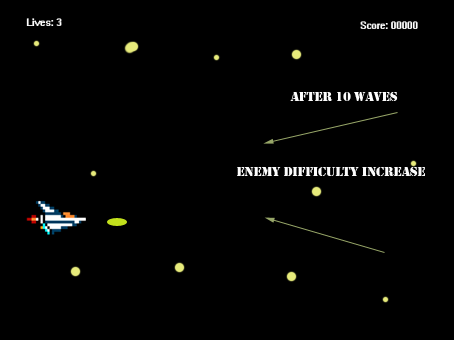 Lives: 3
Score: 00000
AFTER 10 WAVES
ENEMY DIFFICULTY INCREASE